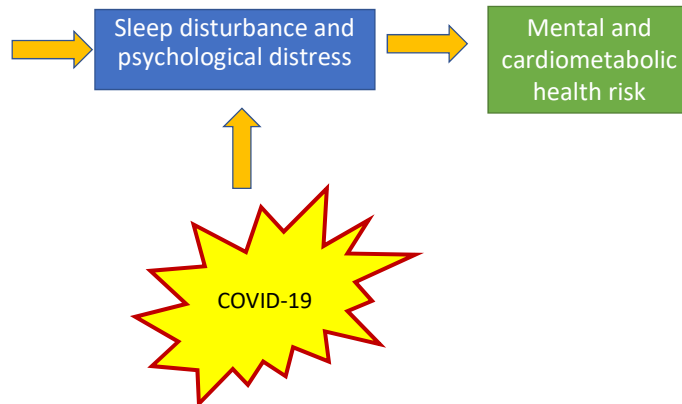 Sleep disturbance and
psychological distress
Mental and
cardiometabolic
health risk
COVID-19